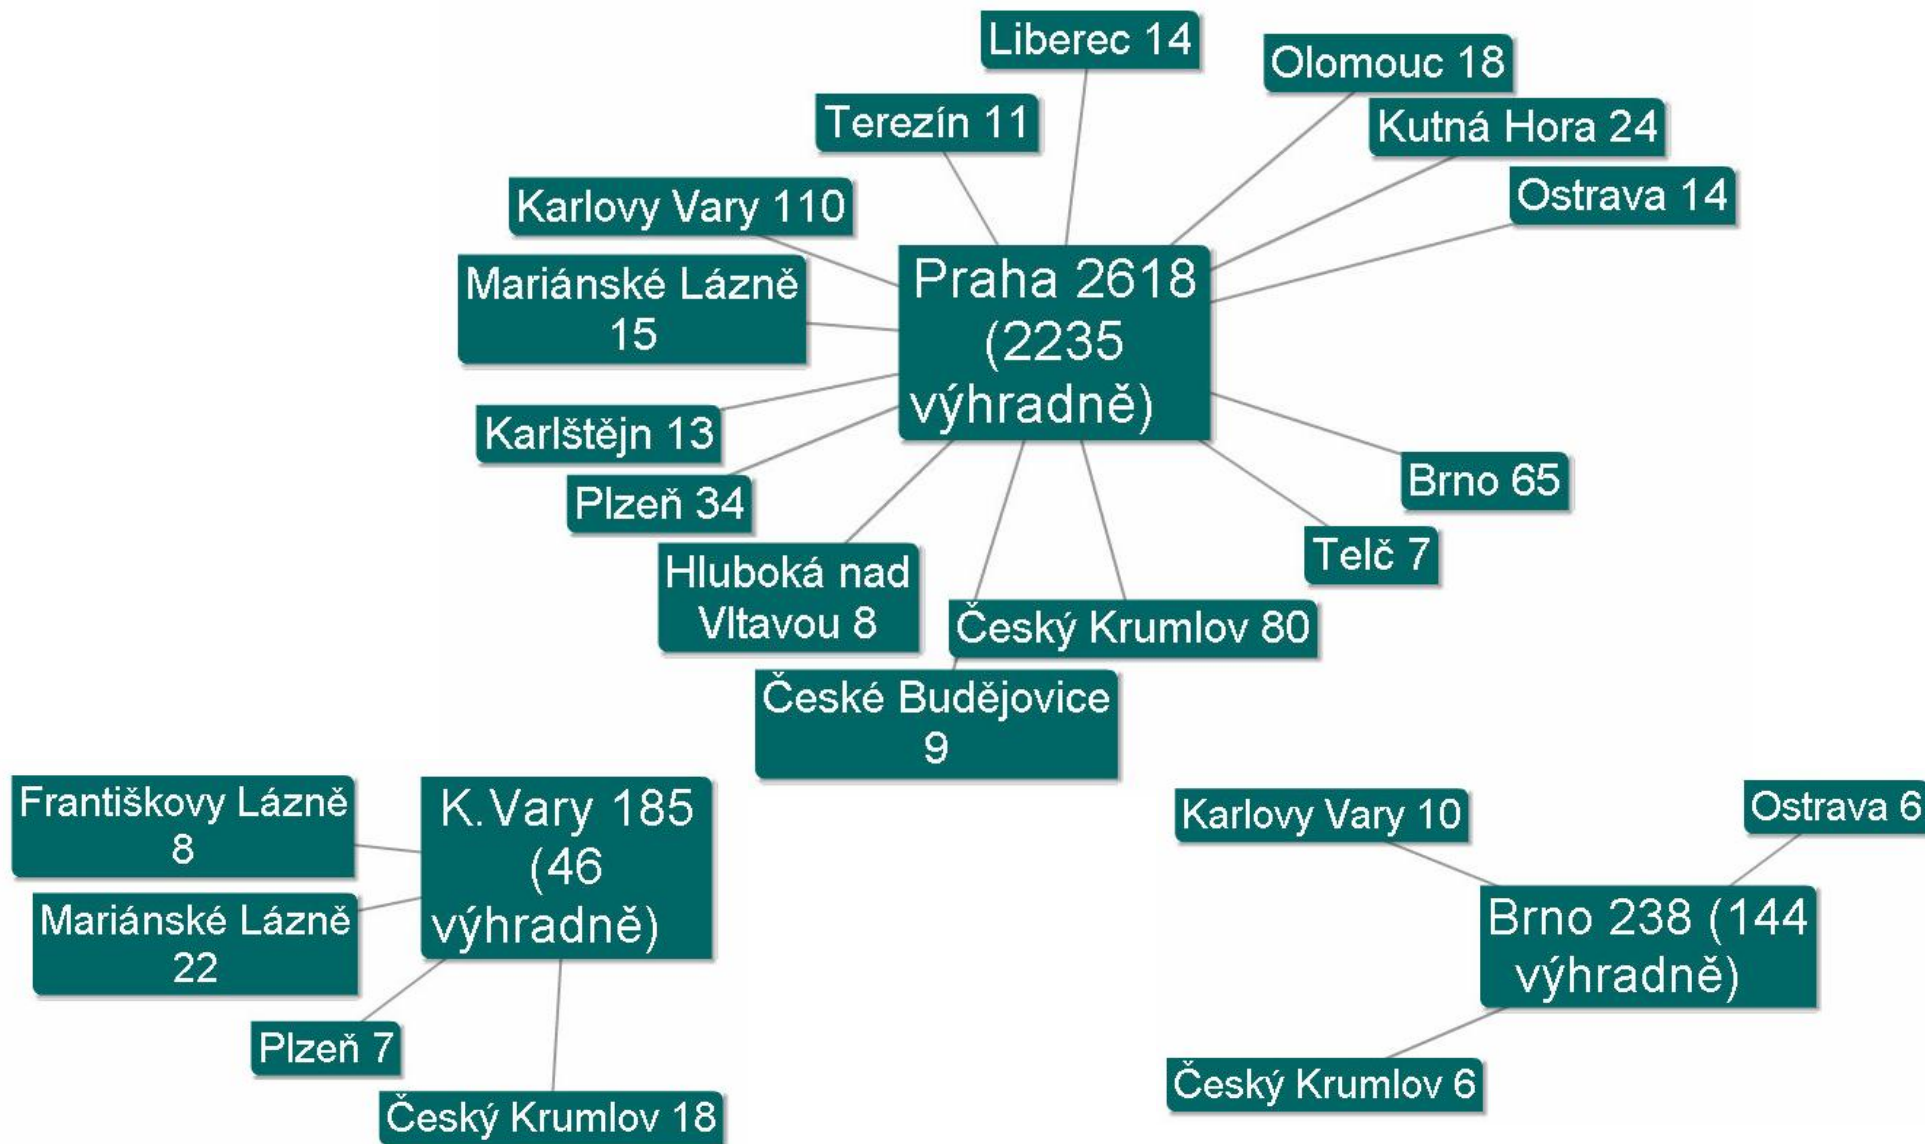 Liberec 14
Olomouc 18
Terezín 11
Kutná Hora 24
Karlovy Vary 110
Ostrava 14
Mariánské Lázně
15
Praha 2618
(2235
výhradně)
Karlštějn 13
Plzeň 34
Brno 65
Hluboká nad
Vltavou 8
Telč 7
Český Krumlov 80
České Budějovice
9
Františkovy Lázně
8
K.Vary 185
(46
výhradně)
Mariánské Lázně
22
Plzeň 7
Český Krumlov 18
Karlovy Vary 10
Ostrava 6
Brno 238 (144
výhradně)
Český Krumlov 6